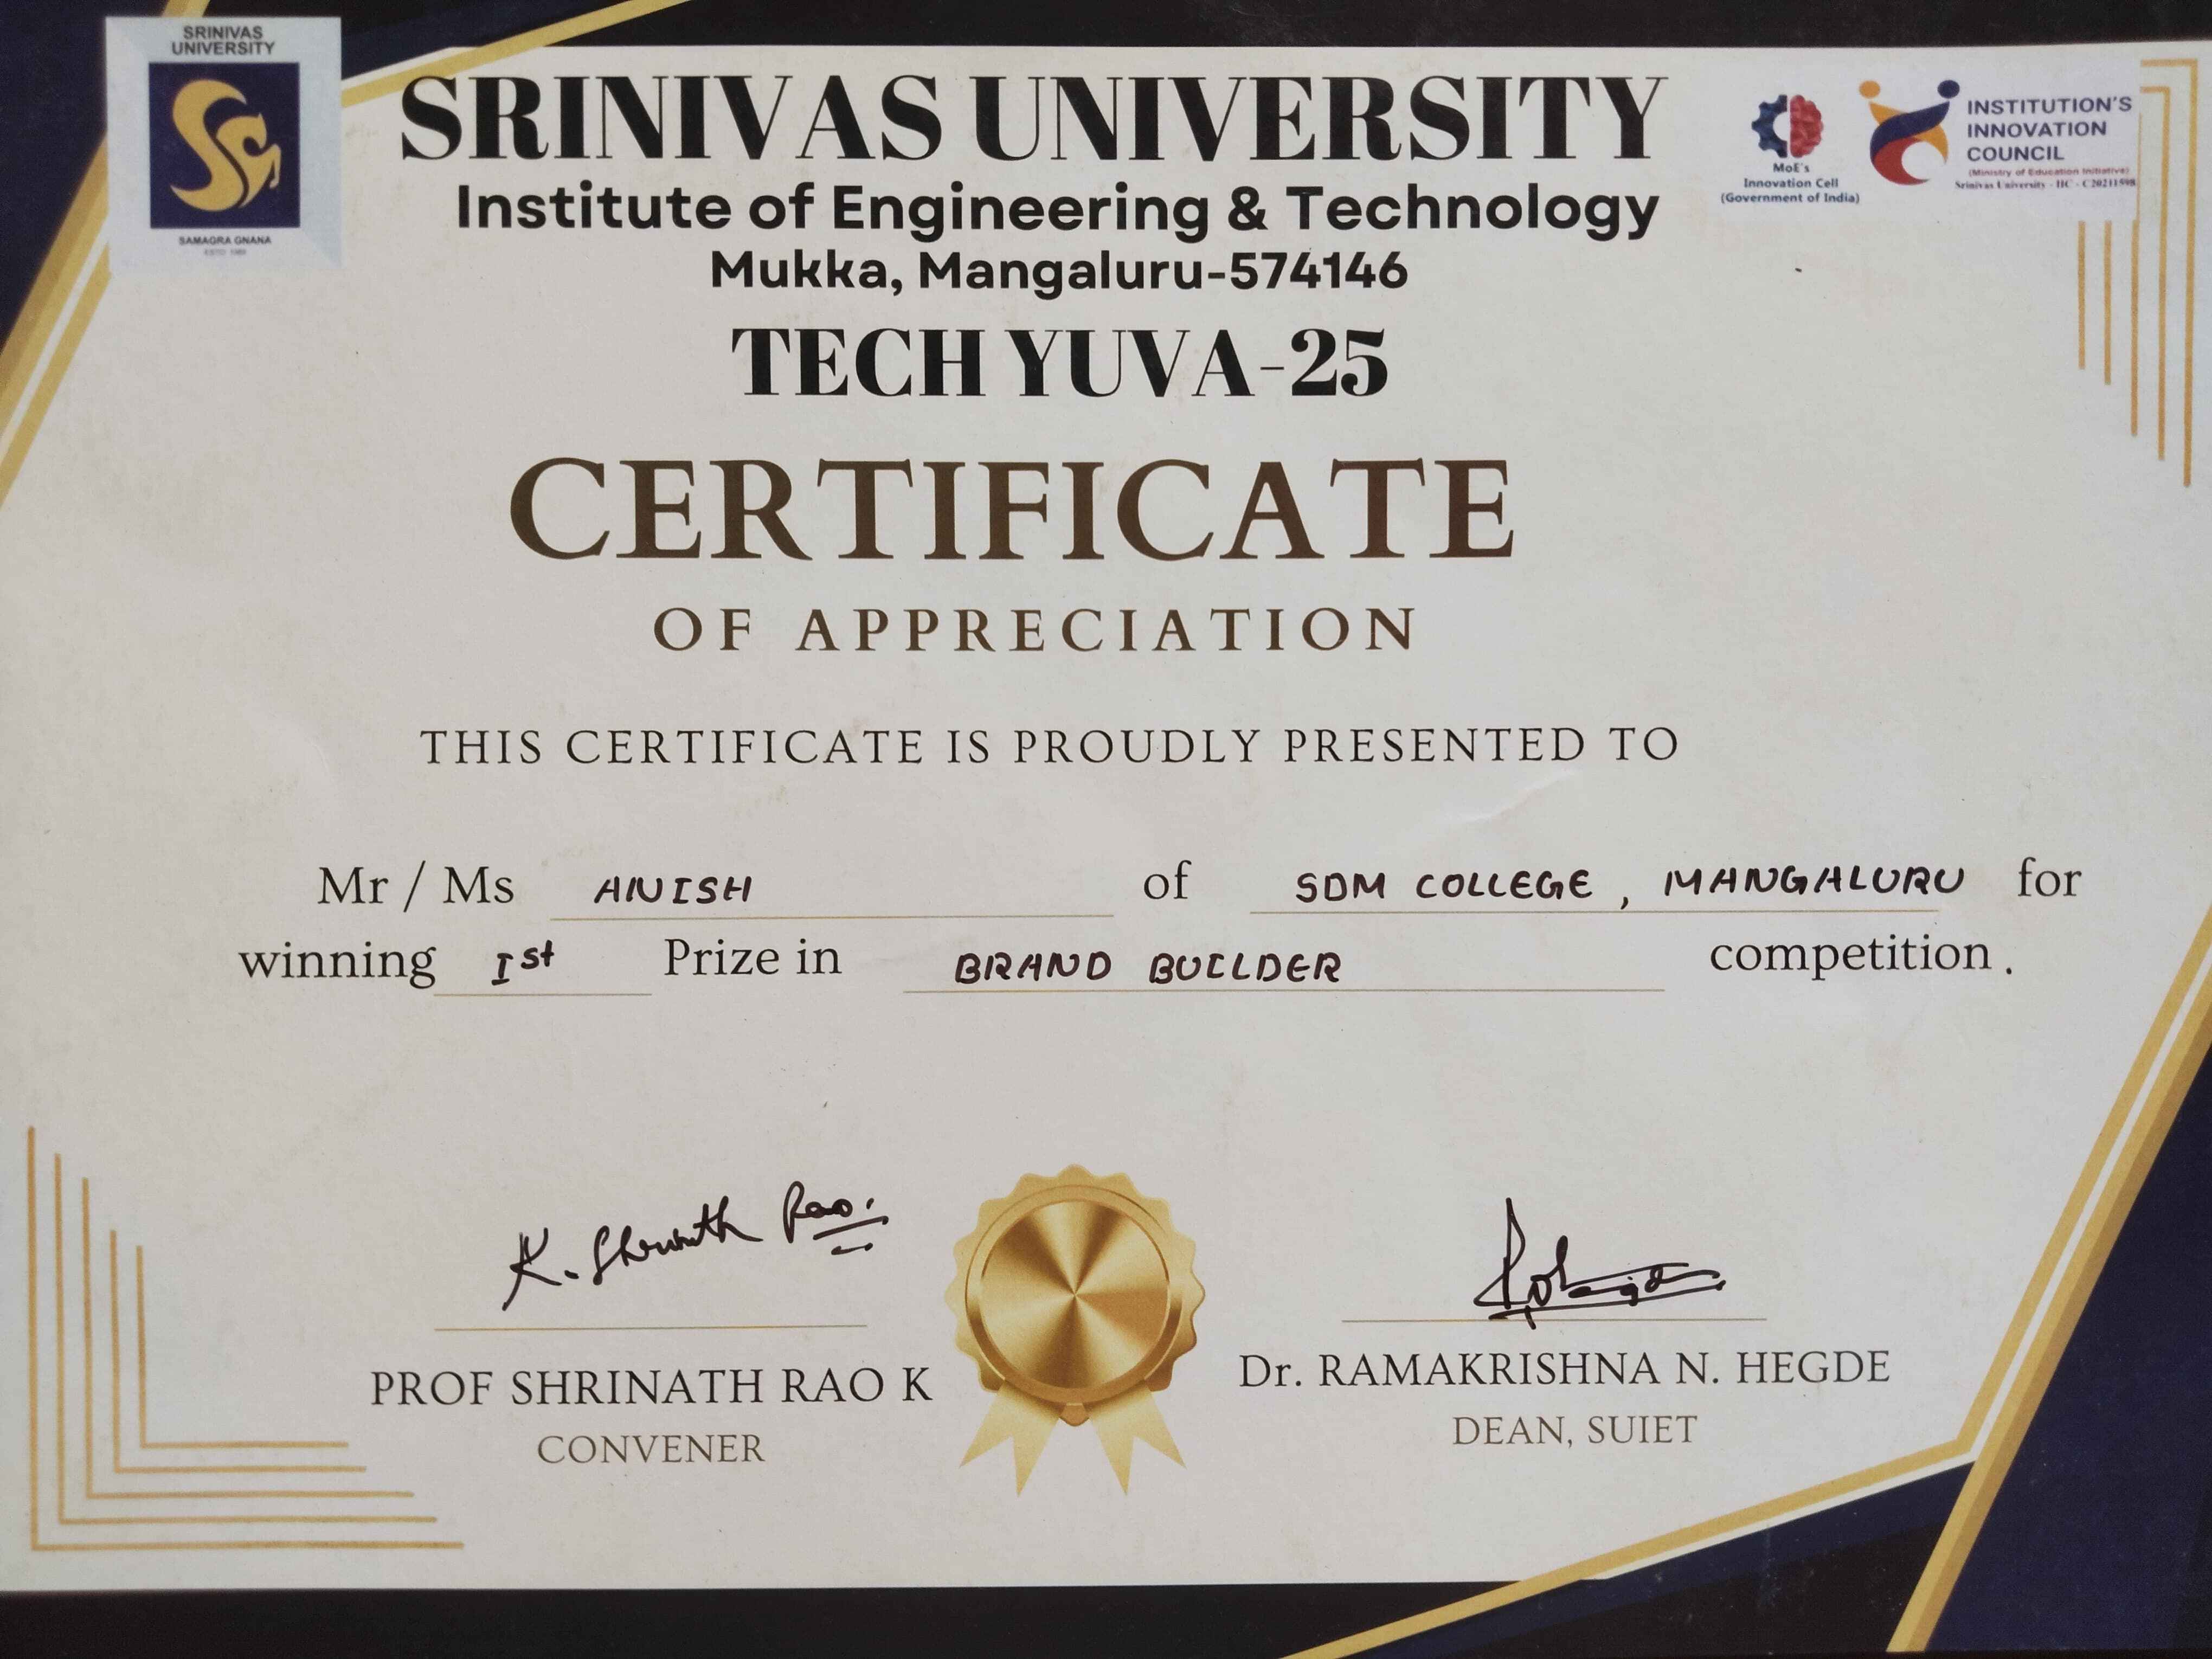 SRINIVAS
UNIVERSITY
SAMAGRA GNANA
ESTD 1988
SRINIVAS UNIVERSITY
Institute of Engineering & Technology
Mukka, Mangaluru-574146
MoE's
Innovation Cell
(Government of India)
INSTITUTION'S
INNOVATION
COUNCIL
(Ministry of Education Initiative)
Srinivas University - IIC - C20211598
TECH YUVA-25
CERTIFICATE
OF APPRECIATION
THIS CERTIFICATE IS PROUDLY PRESENTED TO
Mr / Ms ANISH of SDM COLLEGE , MANGALURU for
winning Ist Prize in BRAND BUILDER competition.
K. Shrinath Rao.
PROF SHRINATH RAO K
CONVENER
Dr. RAMAKRISHNA N. HEGDE
DEAN, SUIET